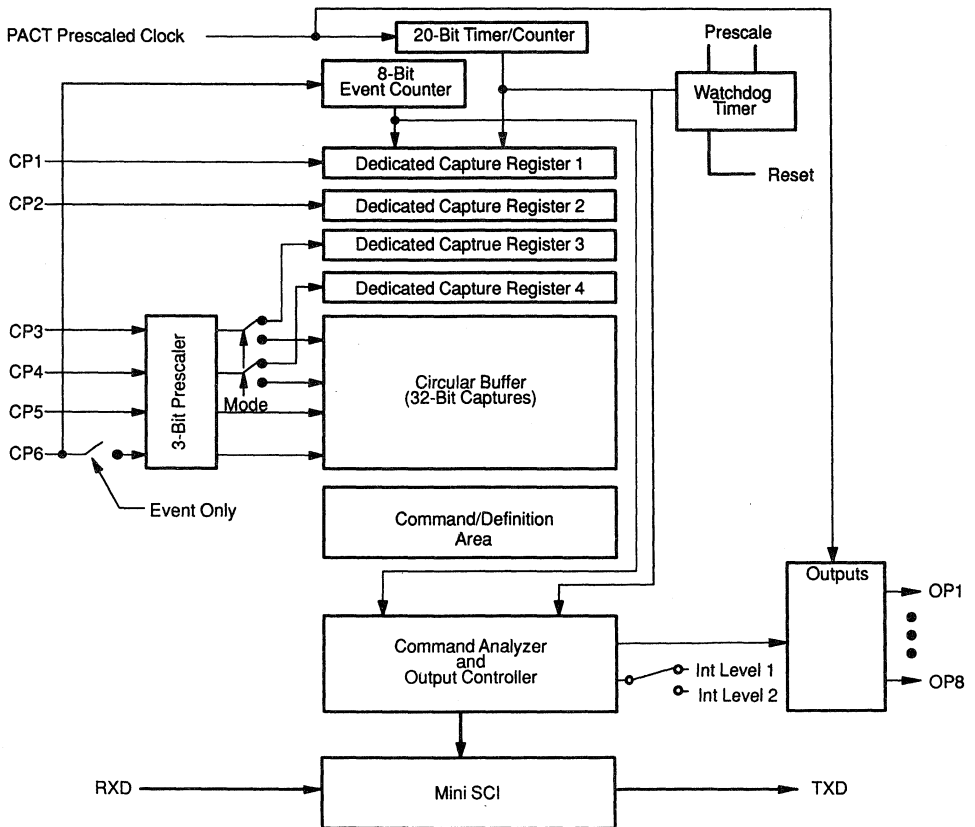 PACT Prescaled Clock
20-Bit Timer/Counter
Prescale
8-Bit
Event Counter
Watchdog
Timer
Reset
CP1
Dedicated Capture Register 1
CP2
Dedicated Capture Register 2
Dedicated Captrue Register 3
Dedicated Capture Register 4
CP3
CP4
CP5
CP6
3-Bit Prescaler
Mode
Circular Buffer
(32-Bit Captures)
Event Only
Command/Definition
Area
Outputs
OP1
OP8
Command Analyzer
and
Output Controller
Int Level 1
Int Level 2
RXD
Mini SCI
TXD